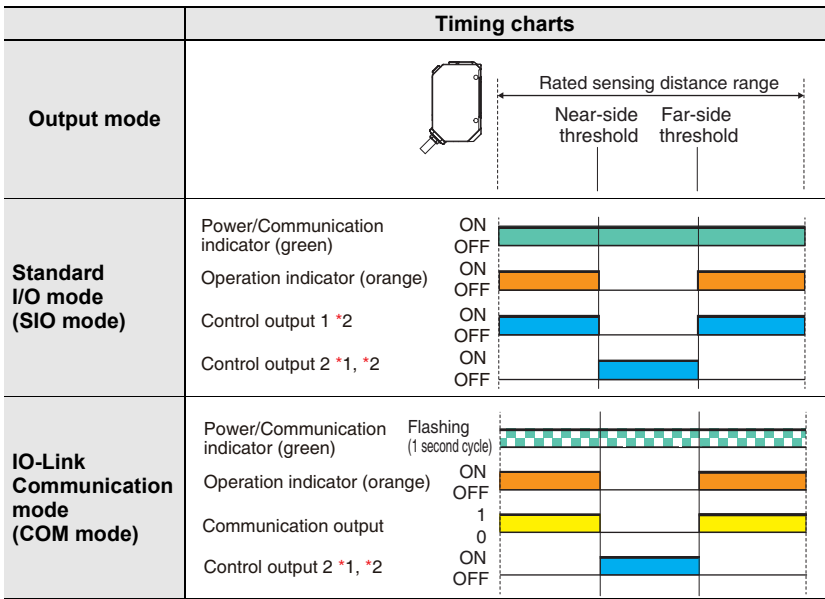 Timing charts
Output mode
Rated sensing distance range
Near-side
threshold
Far-side
threshold
Standard
I/O mode
(SIO mode)
Power/Communication
indicator (green)
ON
OFF
Operation indicator (orange)
ON
OFF
Control output 1 *2
ON
OFF
Control output 2 *1, *2
ON
OFF
IO-Link
Communication
mode
(COM mode)
Power/Communication
indicator (green)
Flashing
(1 second cycle)
Operation indicator (orange)
ON
OFF
Communication output
1
0
Control output 2 *1, *2
ON
OFF